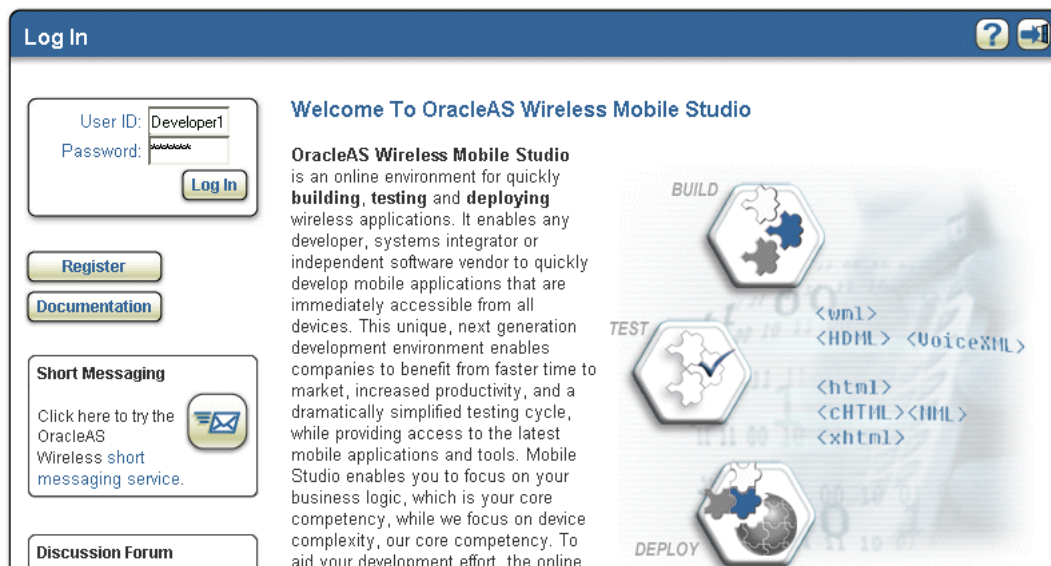 Log In
?
User ID: Developer1
Password: *******
Log In
Register
Documentation
Short Messaging
Click here to try the
OracleAS
Wireless short
messaging service.
Discussion Forum
Welcome To OracleAS Wireless Mobile Studio
OracleAS Wireless Mobile Studio
is an online environment for quickly
building, testing and deploying
wireless applications. It enables any
developer, systems integrator or
independent software vendor to quickly
develop mobile applications that are
immediately accessible from all
devices. This unique, next generation
development environment enables
companies to benefit from faster time to
market, increased productivity, and a
dramatically simplified testing cycle,
while providing access to the latest
mobile applications and tools. Mobile
Studio enables you to focus on your
business logic, which is your core
competency, while we focus on device
complexity, our core competency. To
aid your development effort, the online
BUILD
TEST
<wml>
<HDML> <VoiceXML>
<html>
<cHTML><MML>
<xhtml>
DEPLOY